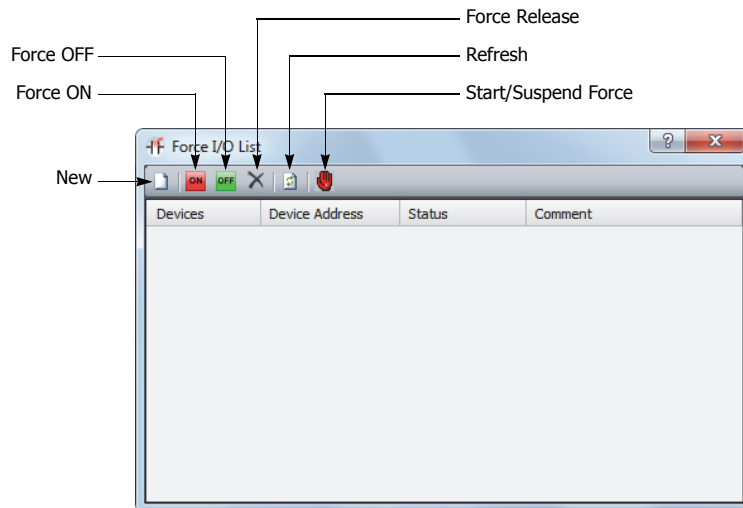 Force Release
Force OFF
Refresh
Force ON
Start/Suspend Force
Force I/O List
?
X
New
ON
OFF
Devices
Device Address
Status
Comment